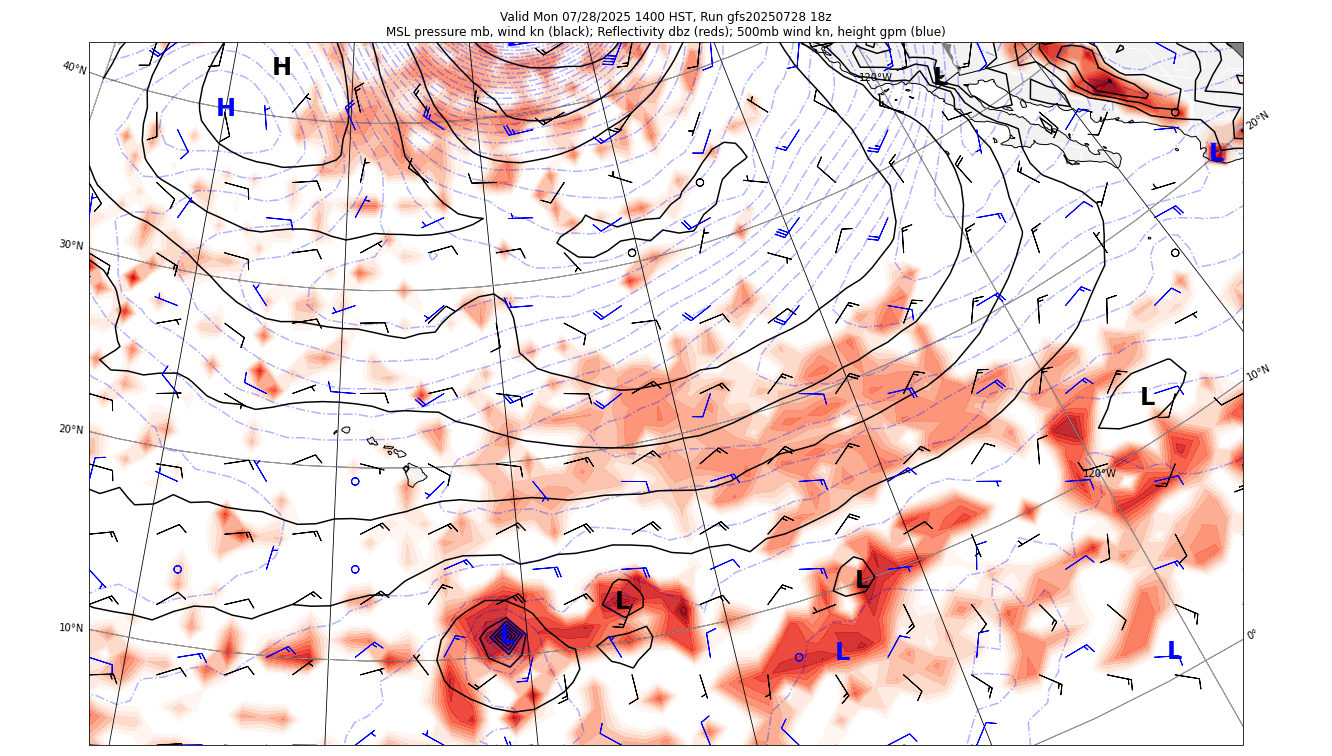 Valid Mon 07/28/2025 1400 HST, Run gfs20250728 18z
MSL pressure mb, wind kn (black); Reflectivity dbz (reds); 500mb wind kn, height gpm (blue)
40°N H L 120°W
H 20°N
L
30°N
10°N
L
20°N
120°W
L
L
10°N L 0°
L L